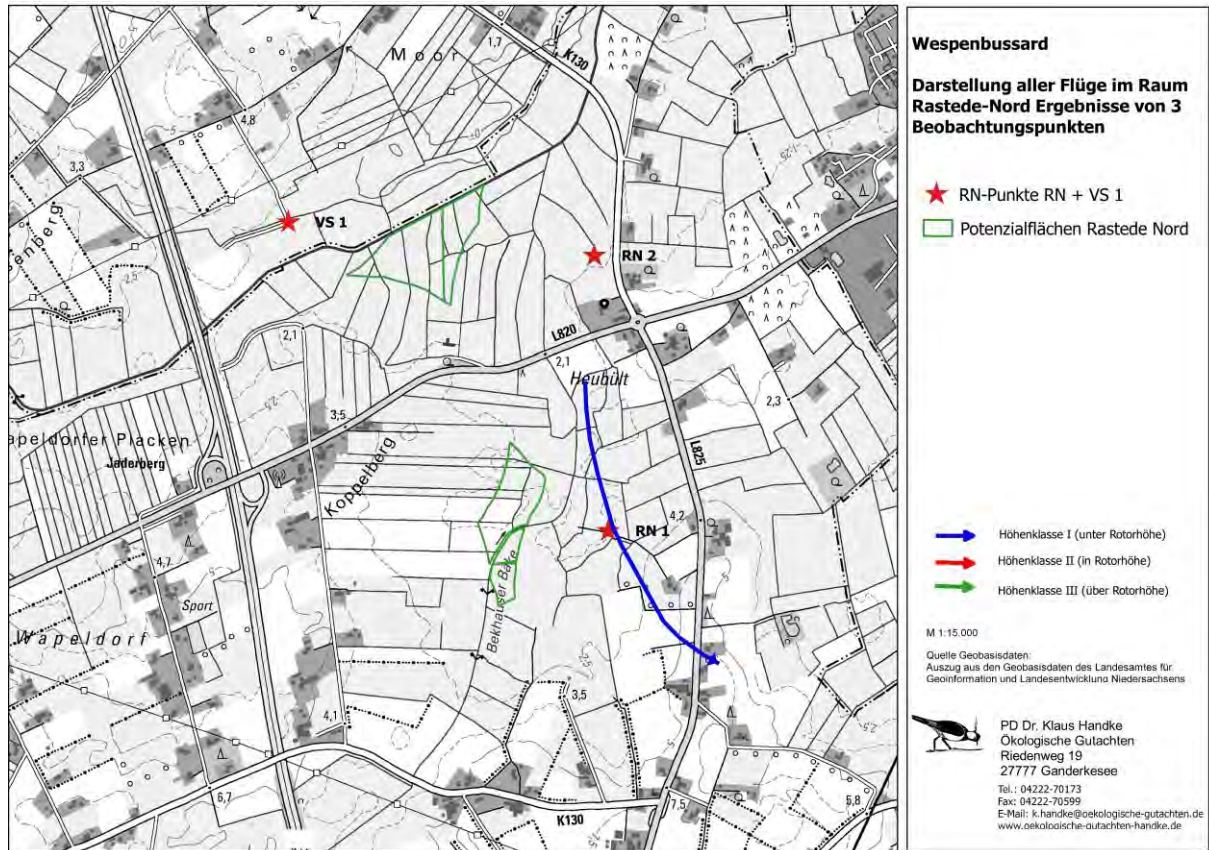 Moor
1,7
K130
4,8
3,3
VS 1
RN 2
L820
2,1
2,1
Heubült
3,5
2,3
Jaderberg
Koppelberg
L825
RN 1
4,2
4,7
Bekhauser Bäke
Sport
Wapeldorf
3,5
4,1
6,7
K130
7,5
5,8
Wespenbussard
Darstellung aller Flüge im Raum
Rastede-Nord Ergebnisse von 3
Beobachtungspunkten
RN-Punkte RN + VS 1
Potenzialflächen Rastede Nord
Höhenklasse I (unter Rotorhöhe)
Höhenklasse II (in Rotorhöhe)
Höhenklasse III (über Rotorhöhe)
M 1:15.000
Quelle Geobasisdaten:
Auszug aus den Geobasisdaten des Landesamtes für
Geoinformation und Landesentwicklung Niedersachsens
PD Dr. Klaus Handke
Ökologische Gutachten
Riedenweg 19
27777 Ganderkesee
Tel.: 04222-70173
Fax: 04222-70599
E-Mail: k.handke@oekologische-gutachten.de
www.oekologische-gutachten-handke.de